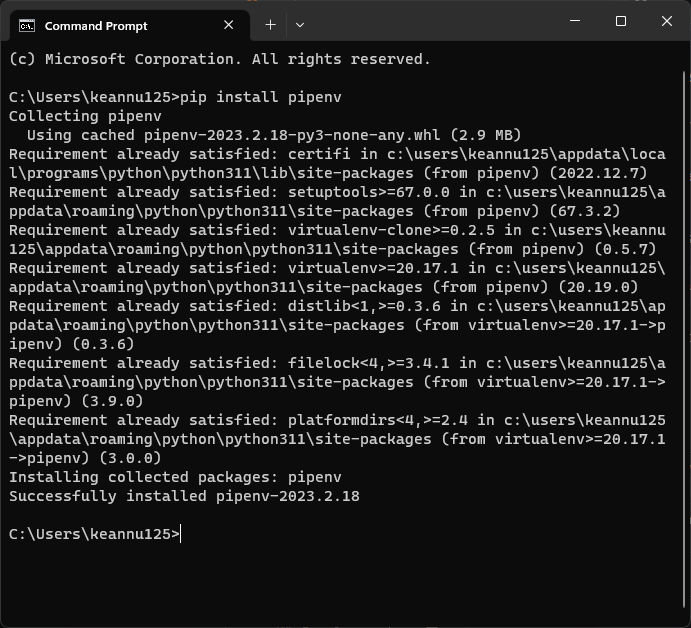 Command Prompt
(c) Microsoft Corporation. All rights reserved.
C:\Users\keannu125>pip install pipenv
Collecting pipenv
Using cached pipenv-2023.2.18-py3-none-any.whl (2.9 MB)
Requirement already satisfied: certifi in c:\users\keannu125\appdata\loca
l\programs\python\python311\lib\site-packages (from pipenv) (2022.12.7)
Requirement already satisfied: setuptools>=67.0.0 in c:\users\keannu125\a
ppdata\roaming\python\python311\site-packages (from pipenv) (67.3.2)
Requirement already satisfied: virtualenv-clone>=0.2.5 in c:\users\keannu
125\appdata\roaming\python\python311\site-packages (from pipenv) (0.5.7)
Requirement already satisfied: virtualenv>=20.17.1 in c:\users\keannu125\
appdata\roaming\python\python311\site-packages (from pipenv) (20.19.0)
Requirement already satisfied: distlib<1,>=0.3.6 in c:\users\keannu125\ap
pdata\roaming\python\python311\site-packages (from virtualenv>=20.17.1->p
ipenv) (0.3.6)
Requirement already satisfied: filelock<4,>=3.4.1 in c:\users\keannu125\a
ppdata\roaming\python\python311\site-packages (from virtualenv>=20.17.1->
pipenv) (3.9.0)
Requirement already satisfied: platformdirs<4,>=2.4 in c:\users\keannu125
\appdata\roaming\python\python311\site-packages (from virtualenv>=20.17.1
->pipenv) (3.0.0)
Installing collected packages: pipenv
Successfully installed pipenv-2023.2.18
C:\Users\keannu125>